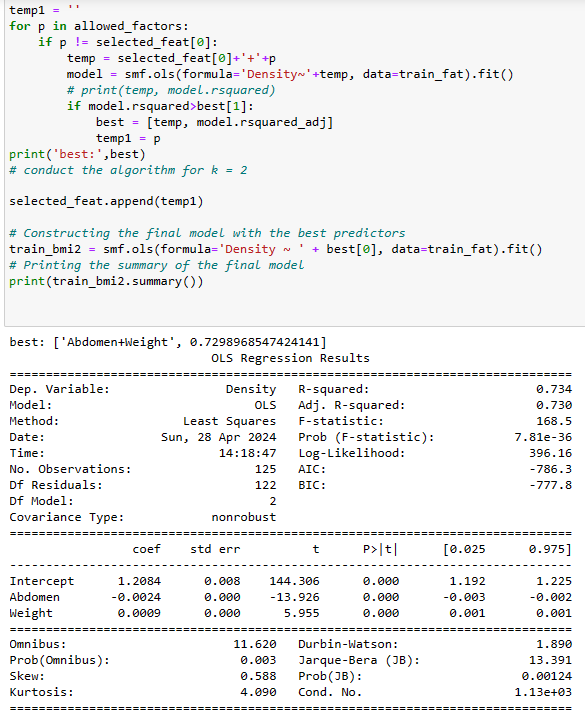 temp1 = ''
for p in allowed_factors:
    if p != selected_feat[0]:
        temp = selected_feat[0]+'+'+p
        model = smf.ols(formula='Density~'+temp, data=train_fat).fit()
        # print(temp, model.rsquared)
        if model.rsquared>best[1]:
            best = [temp, model.rsquared_adj]
            temp1 = p
print('best:',best)
# conduct the algorithm for k = 2
selected_feat.append(temp1)
# Constructing the final model with the best predictors
train_bmi2 = smf.ols(formula='Density ~ ' + best[0], data=train_fat).fit()
# Printing the summary of the final model
print(train_bmi2.summary())
best: ['Abdomen+Weight', 0.7298968547424141]
OLS Regression Results
==============================================================================
Dep. Variable: Density R-squared: 0.734
Model: OLS Adj. R-squared: 0.730
Method: Least Squares F-statistic: 168.5
Date: Sun, 28 Apr 2024 Prob (F-statistic): 7.81e-36
Time: 14:18:47 Log-Likelihood: 396.16
No. Observations: 125 AIC: -786.3
Df Residuals: 122 BIC: -777.8
Df Model: 2
Covariance Type: nonrobust
==============================================================================
coef std err t P>|t| [0.025 0.975]
------------------------------------------------------------------------------
Intercept 1.2084 0.008 144.306 0.000 1.192 1.225
Abdomen -0.0024 0.000 -13.926 0.000 -0.003 -0.002
Weight 0.0009 0.000 5.955 0.000 0.001 0.001
==============================================================================
Omnibus: 11.620 Durbin-Watson: 1.890
Prob(Omnibus): 0.003 Jarque-Bera (JB): 13.391
Skew: 0.588 Prob(JB): 0.00124
Kurtosis: 4.090 Cond. No. 1.13e+03
==============================================================================